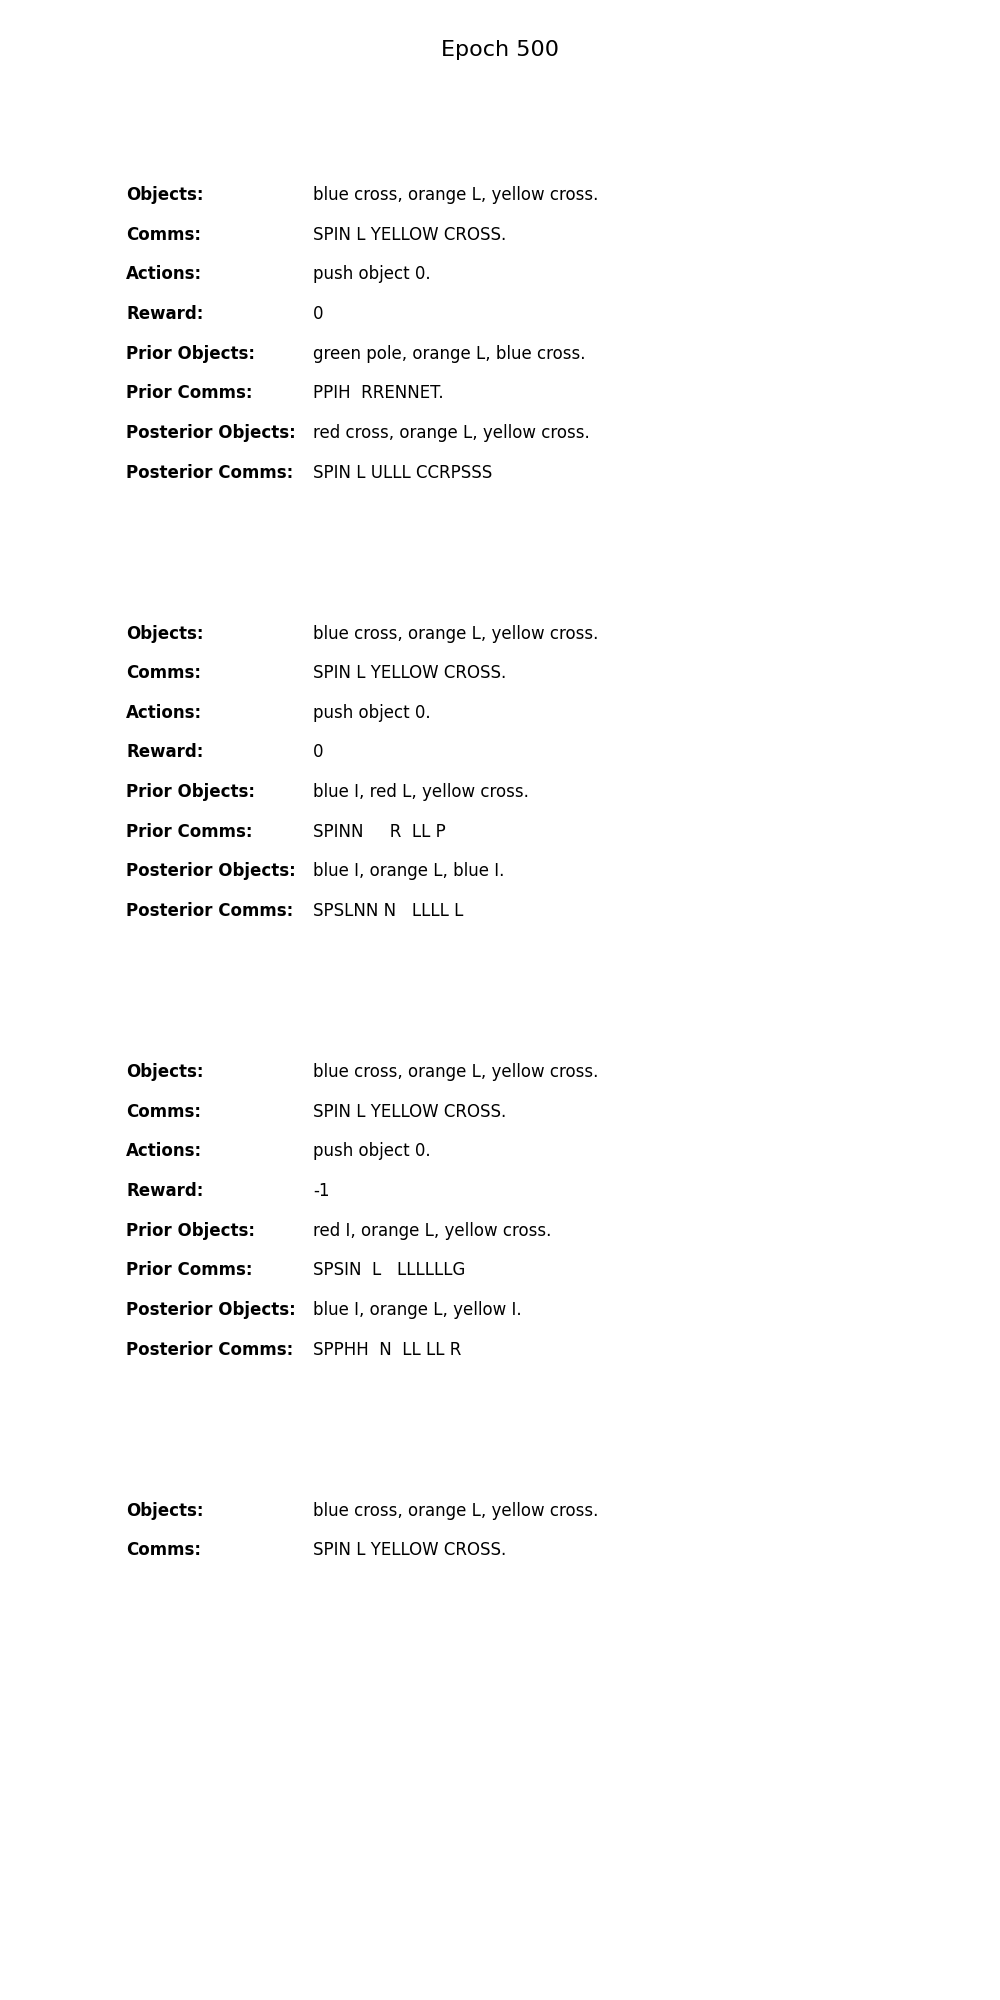 Epoch 500
Objects: blue cross, orange L, yellow cross.
Comms: SPIN L YELLOW CROSS.
Actions: push object 0.
Reward: 0
Prior Objects: green pole, orange L, blue cross.
Prior Comms: PPIH  RRENNET.
Posterior Objects: red cross, orange L, yellow cross.
Posterior Comms: SPIN L ULLL CCRPSSS
Objects: blue cross, orange L, yellow cross.
Comms: SPIN L YELLOW CROSS.
Actions: push object 0.
Reward: 0
Prior Objects: blue I, red L, yellow cross.
Prior Comms: SPINN     R  LL P
Posterior Objects: blue I, orange L, blue I.
Posterior Comms: SPSLNN N   LLLL L
Objects: blue cross, orange L, yellow cross.
Comms: SPIN L YELLOW CROSS.
Actions: push object 0.
Reward: -1
Prior Objects: red I, orange L, yellow cross.
Prior Comms: SPSIN  L   LLLLLLG
Posterior Objects: blue I, orange L, yellow I.
Posterior Comms: SPPHH  N  LL LL R
Objects: blue cross, orange L, yellow cross.
Comms: SPIN L YELLOW CROSS.